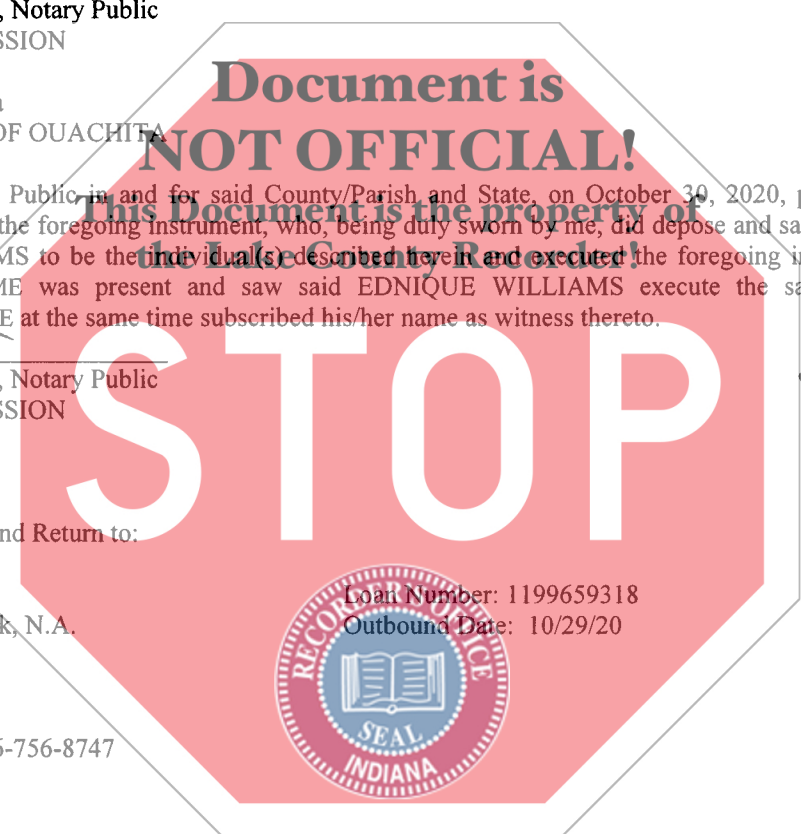 , Notary Public
SSION
Document is
a
OF OUACHITA
NOT OFFICIAL!
Public in and for said County/Parish and State, on October 30, 2020, p
This Document is the property of
the foregoing instrument, who, being duly sworn by me, did depose and sa
MS to be the individual(s) described herein and executed the foregoing in
the Lake County Recorder!
ME was present and saw said EDNIQUE WILLIAMS execute the sa
E at the same time subscribed his/her name as witness thereto.
, Notary Public
SSION
STOP
nd Return to:
Loan Number: 1199659318
k, N.A.
Outbound Date: 10/29/20
RECORDER'S OFFICE
SEAL
INDIANA
6-756-8747